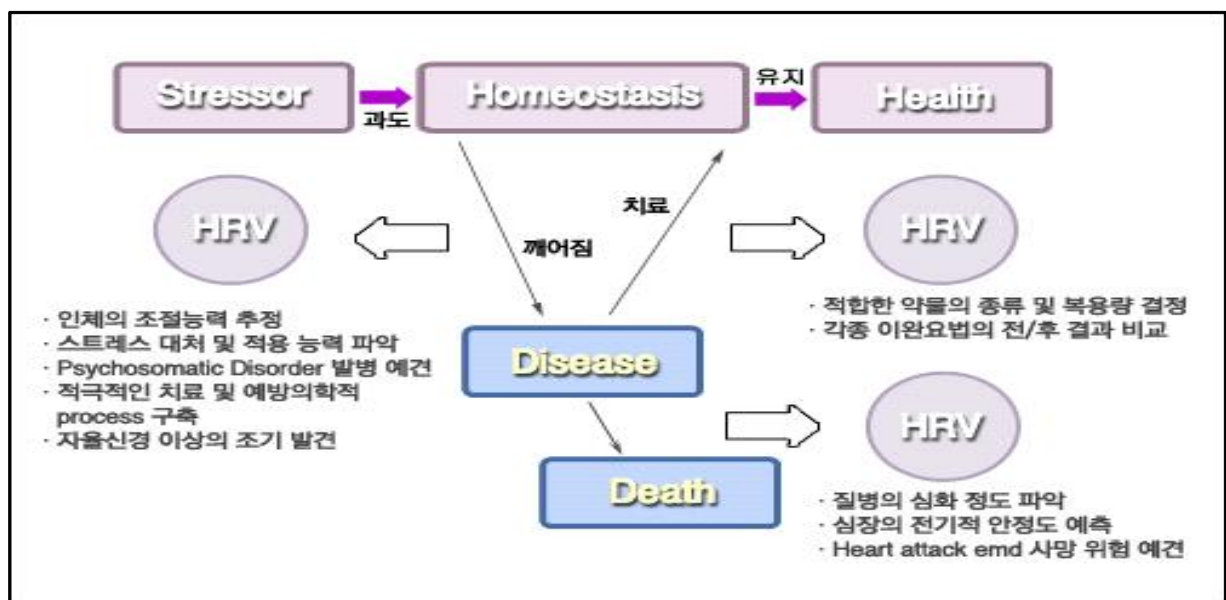 Stressor
과도
Homeostasis
유지
Health
HRV
깨어짐
치료
HRV
· 인체의 조절능력 추정
· 스트레스 대처 및 적용 능력 파악
· Psychosomatic Disorder 발병 예견
· 적극적인 치료 및 예방의학적
process 구축
· 자율신경 이상의 조기 발견
· 적합한 약물의 종류 및 복용량 결정
· 각종 이완요법의 전/후 결과 비교
Disease
HRV
Death
· 질병의 심화 정도 파악
· 심장의 전기적 안정도 예측
· Heart attack emd 사망 위험 예견